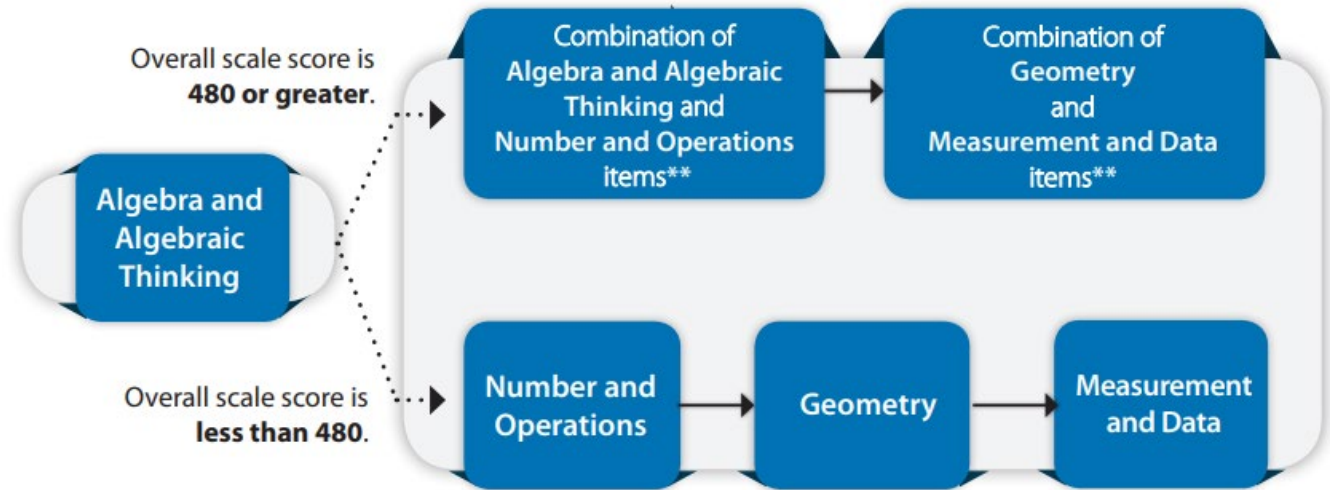 Overall scale score is
480 or greater.
Combination of
Algebra and Algebraic
Thinking and
Number and Operations
items**
Combination of
Geometry
and
Measurement and Data
items**
Algebra and
Algebraic
Thinking
Overall scale score is
less than 480.
Number and
Operations
Geometry
Measurement
and Data